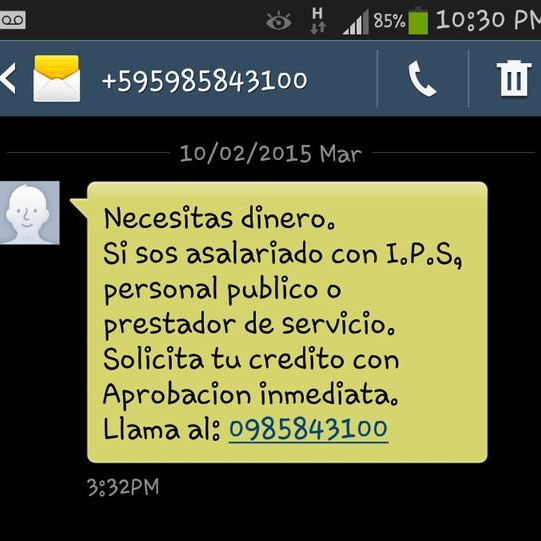 H 85% 10:30 PM
+595985843100
10/02/2015 Mar
Necesitas dinero.
Si sos asalariado con I.P.S,
personal publico o
prestador de servicio.
Solicita tu credito con
Aprobacion inmediata.
Llama al: 0985843100
3:32PM